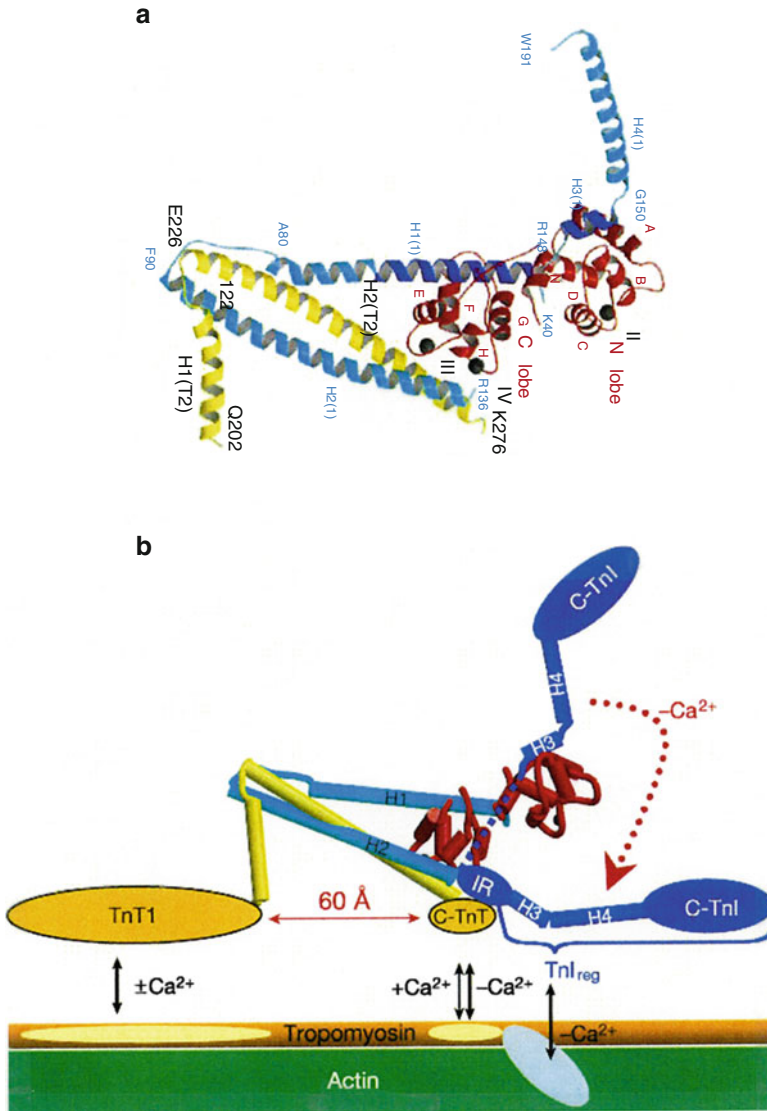 a
W191
H4(1)
G150
H3(1)
A
R148
E226
F90
A80
H1(1)
N
B
122
H2(T2)
E
F
K40
D
C
II
N lobe
G
C lobe
H
III
IV
R136
K276
H2(1)
H1(T2)
Q202
b
C-TnI
H4
–Ca²⁺
H3
H1
H2
IR
TnT1
60 Å
C-TnT
H3
H4
C-TnI
TnIreg
±Ca²⁺
+Ca²⁺
–Ca²⁺
–Ca²⁺
Tropomyosin
Actin